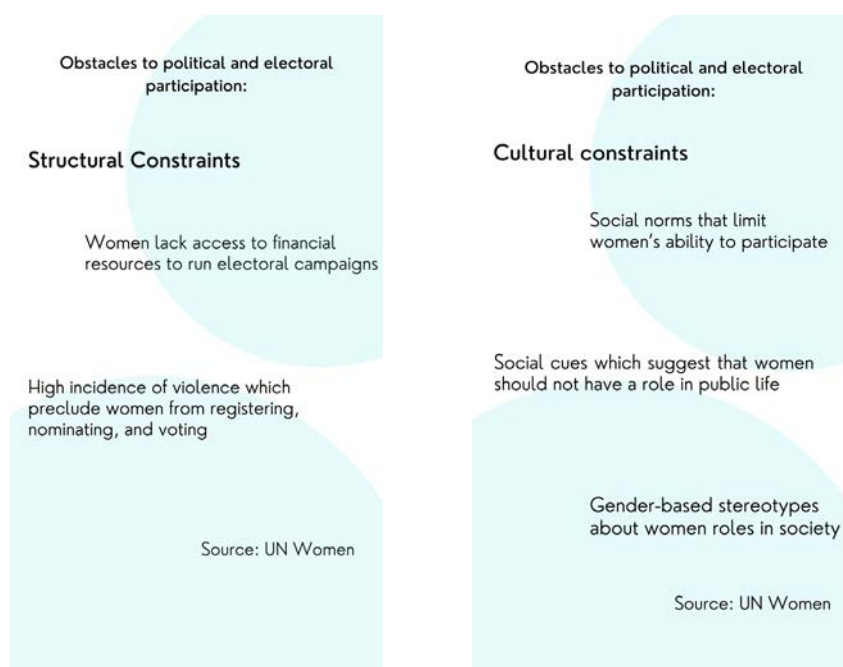 Obstacles to political and electoral
participation:
Structural Constraints
Women lack access to financial
resources to run electoral campaigns
High incidence of violence which
preclude women from registering,
nominating, and voting
Source: UN Women
Obstacles to political and electoral
participation:
Cultural constraints
Social norms that limit
women's ability to participate
Social cues which suggest that women
should not have a role in public life
Gender-based stereotypes
about women roles in society
Source: UN Women